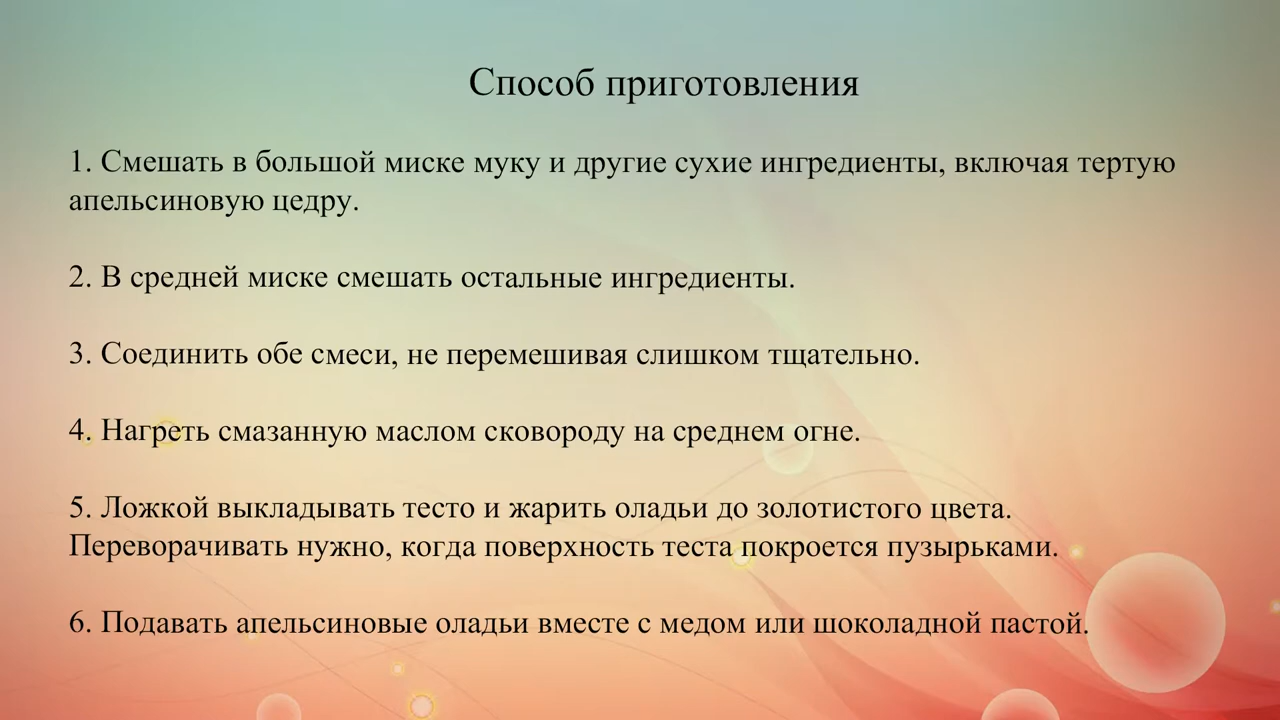 Способ приготовления
1. Смешать в большой миске муку и другие сухие ингредиенты, включая тертую
апельсиновую цедру.
2. В средней миске смешать остальные ингредиенты.
3. Соединить обе смеси, не перемешивая слишком тщательно.
4. Нагреть смазанную маслом сковороду на среднем огне.
5. Ложкой выкладывать тесто и жарить оладьи до золотистого цвета.
Переворачивать нужно, когда поверхность теста покроется пузырьками.
6. Подавать апельсиновые оладьи вместе с медом или шоколадной пастой.